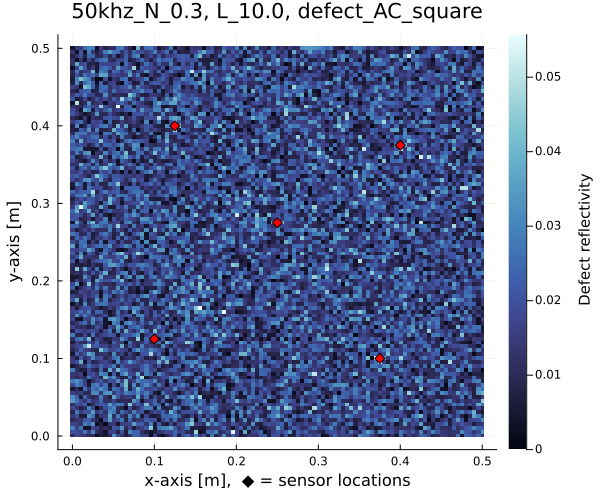 50khz_N_0.3, L_10.0, defect_AC_square
0.5
0.4
0.3
0.2
0.1
0.0
y-axis [m]
0.0 0.1 0.2 0.3 0.4 0.5
x-axis [m], ◆ = sensor locations
0.05
0.04
0.03
0.02
0.01
0
Defect reflectivity